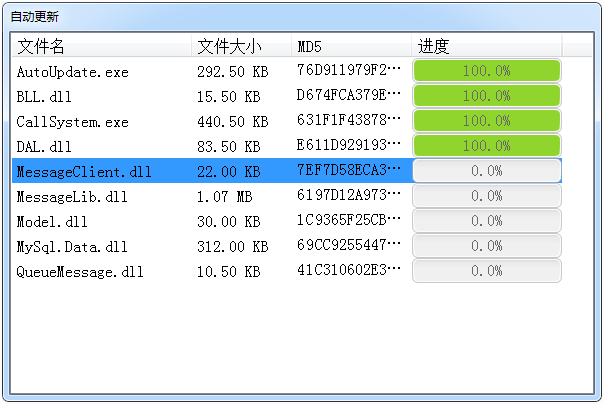 自动更新
文件名 文件大小 MD5 进度
AutoUpdate.exe 292.50 KB 76D911979F2··· 100.0%
BLL.dll 15.50 KB D674FCA379E··· 100.0%
CallSystem.exe 440.50 KB 631F1F43878··· 100.0%
DAL.dll 83.50 KB E611D929193··· 100.0%
MessageClient.dll 22.00 KB 7EF7D58ECA3··· 0.0%
MessageLib.dll 1.07 MB 6197D12A973··· 0.0%
Model.dll 30.00 KB 1C9365F25CB··· 0.0%
MySql.Data.dll 312.00 KB 69CC9255447··· 0.0%
QueueMessage.dll 10.50 KB 41C310602E3··· 0.0%